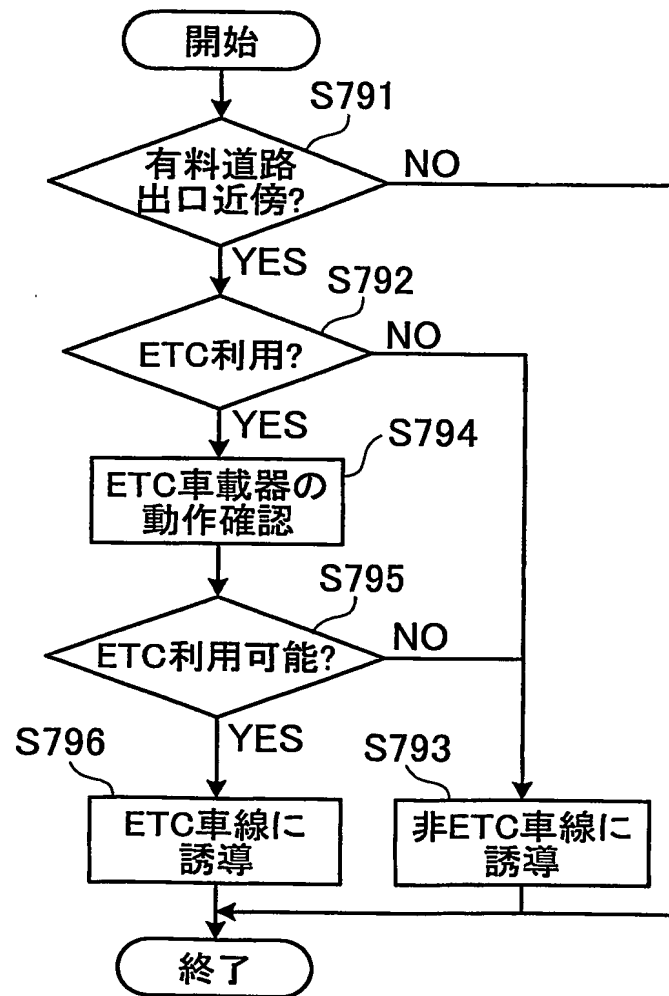 開始
S791
有料道路
出口近傍?
NO
YES
S792
ETC利用?
NO
YES
S794
ETC車載器の
動作確認
S795
ETC利用可能?
NO
YES
S796
ETC車線に
誘導
S793
非ETC車線に
誘導
終了